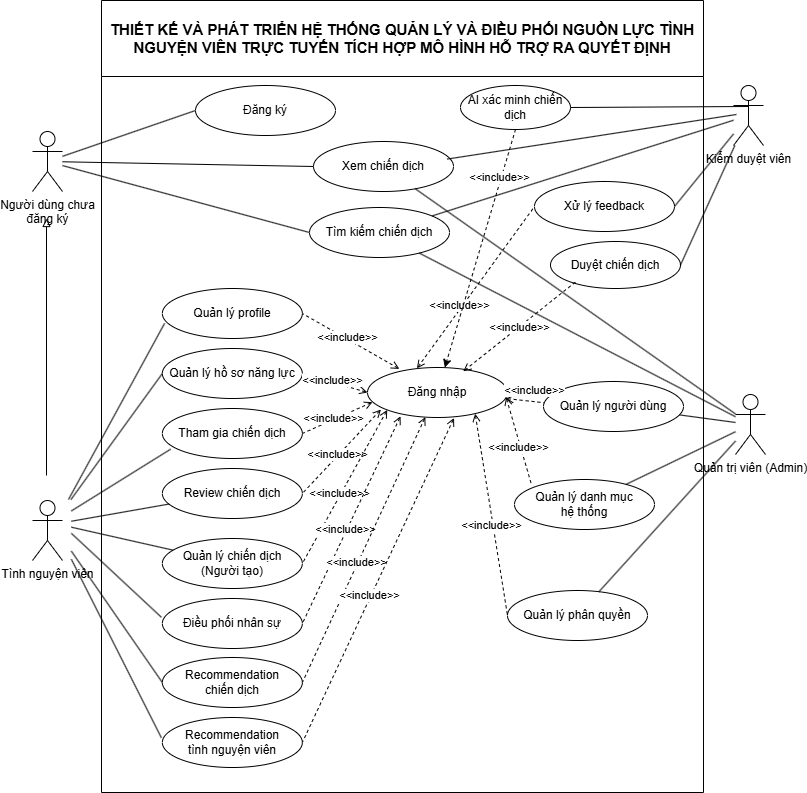 THIẾT KẾ VÀ PHÁT TRIỂN HỆ THỐNG QUẢN LÝ VÀ ĐIỀU PHỐI NGUỒN LỰC TÌNH
NGUYỆN VIÊN TRỰC TUYẾN TÍCH HỢP MÔ HÌNH HỖ TRỢ RA QUYẾT ĐỊNH
Đăng ký
AI xác minh chiến
dịch
Kiểm duyệt viên
Xem chiến dịch
<<include>>
Người dùng chưa
đăng ký
Xử lý feedback
Tìm kiếm chiến dịch
Duyệt chiến dịch
<<include>>
Quản lý profile
<<include>>
<<include>>
Quản lý hồ sơ năng lực
<<include>>
Đăng nhập
<<include>>
Quản lý người dùng
Tham gia chiến dịch
<<include>>
<<include>>
<<include>>
Quản trị viên (Admin)
Review chiến dịch
<<include>>
Quản lý danh mục
hệ thống
<<include>>
<<include>>
Quản lý chiến dịch
(Người tạo)
<<include>>
Tình nguyện viên
<<include>>
Điều phối nhân sự
Quản lý phân quyền
Recommendation
chiến dịch
Recommendation
tình nguyện viên